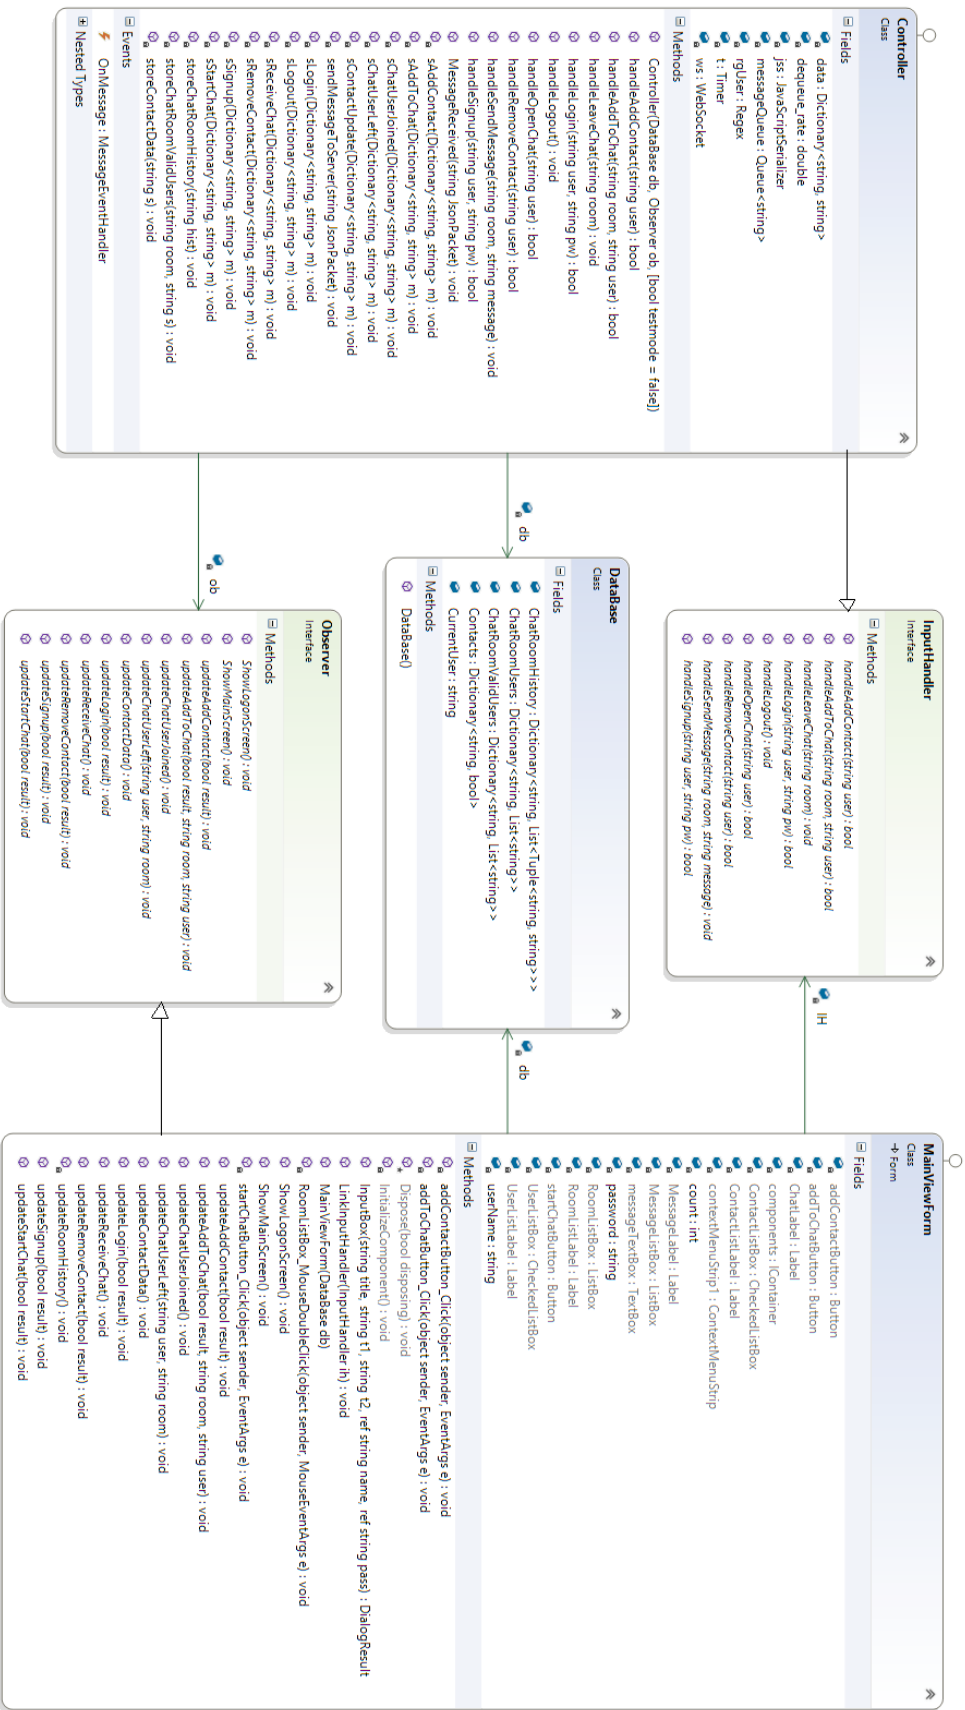 Controller
Class
Fields
data : Dictionary<string, string>
dequeue_rate : double
jss : JavaScriptSerializer
messageQueue : Queue<string>
rgUser : Regex
t : Timer
ws : WebSocket
Methods
Controller(DataBase db, Observer ob, [bool testmode = false])
handleAddContact(string user) : bool
handleAddToChat(string room, string user) : bool
handleLeaveChat(string room) : void
handleLogin(string user, string pw) : bool
handleLogout() : void
handleOpenChat(string user) : bool
handleRemoveContact(string user) : bool
handleSendMessage(string room, string message) : void
handleSignup(string user, string pw) : bool
MessageReceived(string JsonPacket) : void
sAddContact(Dictionary<string, string> m) : void
sAddToChat(Dictionary<string, string> m) : void
sChatUserJoined(Dictionary<string, string> m) : void
sChatUserLeft(Dictionary<string, string> m) : void
sContactUpdate(Dictionary<string, string> m) : void
sendMessageToServer(string JsonPacket) : void
sLogin(Dictionary<string, string> m) : void
sLogout(Dictionary<string, string> m) : void
sReceiveChat(Dictionary<string, string> m) : void
sRemoveContact(Dictionary<string, string> m) : void
sSignup(Dictionary<string, string> m) : void
sStartChat(Dictionary<string, string> m) : void
storeChatRoomHistory(string hist) : void
storeChatRoomValidUsers(string room, string s) : void
storeContactData(string s) : void
Events
OnMessage : MessageEventHandler
Nested Types
db
ob
InputHandler
Interface
Methods
handleAddContact(string user) : bool
handleAddToChat(string room, string user) : bool
handleLeaveChat(string room) : void
handleLogin(string user, string pw) : bool
handleLogout() : void
handleOpenChat(string user) : bool
handleRemoveContact(string user) : bool
handleSendMessage(string room, string message) : void
handleSignup(string user, string pw) : bool
DataBase
Class
Fields
ChatRoomHistory : Dictionary<string, List<Tuple<string, string>>>
ChatRoomUsers : Dictionary<string, List<string>>
ChatRoomValidUsers : Dictionary<string, List<string>>
Contacts : Dictionary<string, bool>
CurrentUser : string
Methods
DataBase()
Observer
Interface
Methods
ShowLogonScreen() : void
ShowMainScreen() : void
updateAddContact(bool result) : void
updateAddToChat(bool result, string room, string user) : void
updateChatUserJoined() : void
updateChatUserLeft(string user, string room) : void
updateContactData() : void
updateLogin(bool result) : void
updateReceiveChat() : void
updateRemoveContact(bool result) : void
updateSignup(bool result) : void
updateStartChat(bool result) : void
IH
db
MainViewForm
Class
Form
Fields
addContactButton : Button
addToChatButton : Button
ChatLabel : Label
components : IContainer
ContactListBox : CheckedListBox
ContactListLabel : Label
contextMenuStrip1 : ContextMenuStrip
count : int
MessageLabel : Label
MessageListBox : ListBox
messageTextBox : TextBox
password : string
RoomListBox : ListBox
RoomListLabel : Label
startChatButton : Button
UserListBox : CheckedListBox
UserListLabel : Label
userName : string
Methods
addContactButton_Click(object sender, EventArgs e) : void
addToChatButton_Click(object sender, EventArgs e) : void
Dispose(bool disposing) : void
InitializeComponent() : void
InputBox(string title, string t1, string t2, ref string name, ref string pass) : DialogResult
LinkInputHandler(InputHandler ih) : void
MainViewForm(DataBase db)
RoomListBox_MouseDoubleClick(object sender, MouseEventArgs e) : void
ShowLogonScreen() : void
ShowMainScreen() : void
startChatButton_Click(object sender, EventArgs e) : void
updateAddContact(bool result) : void
updateAddToChat(bool result, string room, string user) : void
updateChatUserJoined() : void
updateChatUserLeft(string user, string room) : void
updateContactData() : void
updateLogin(bool result) : void
updateReceiveChat() : void
updateRemoveContact(bool result) : void
updateRoomHistory() : void
updateSignup(bool result) : void
updateStartChat(bool result) : void